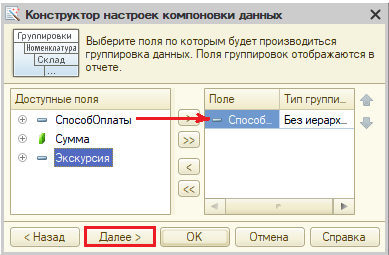 Конструктор настроек компоновки данных
Группировки
Номенклатура
Склад
...
Выберите поля по которым будет производиться
группировка данных. Поля группировок отображаются в
отчете.
Доступные поля
СпособОплаты
Сумма
Экскурсия
>
>>
<
<<
Поле Тип группи...
Способ... Без иерарх...
< Назад Далее > OK Отмена Справка